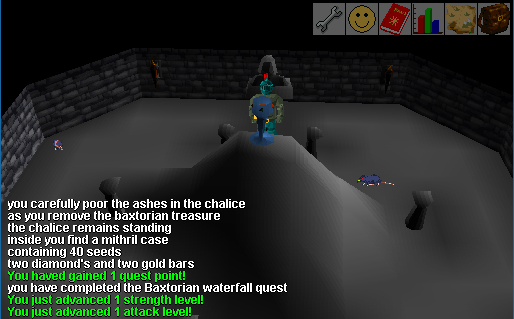 you carefully poor the ashes in the chalice
as you remove the baxtorian treasure
the chalice remains standing
inside you find a mithril case
containing 40 seeds
two diamond's and two gold bars
You haved gained 1 quest point!
you have completed the Baxtorian waterfall quest
You just advanced 1 strength level!
You just advanced 1 attack level!